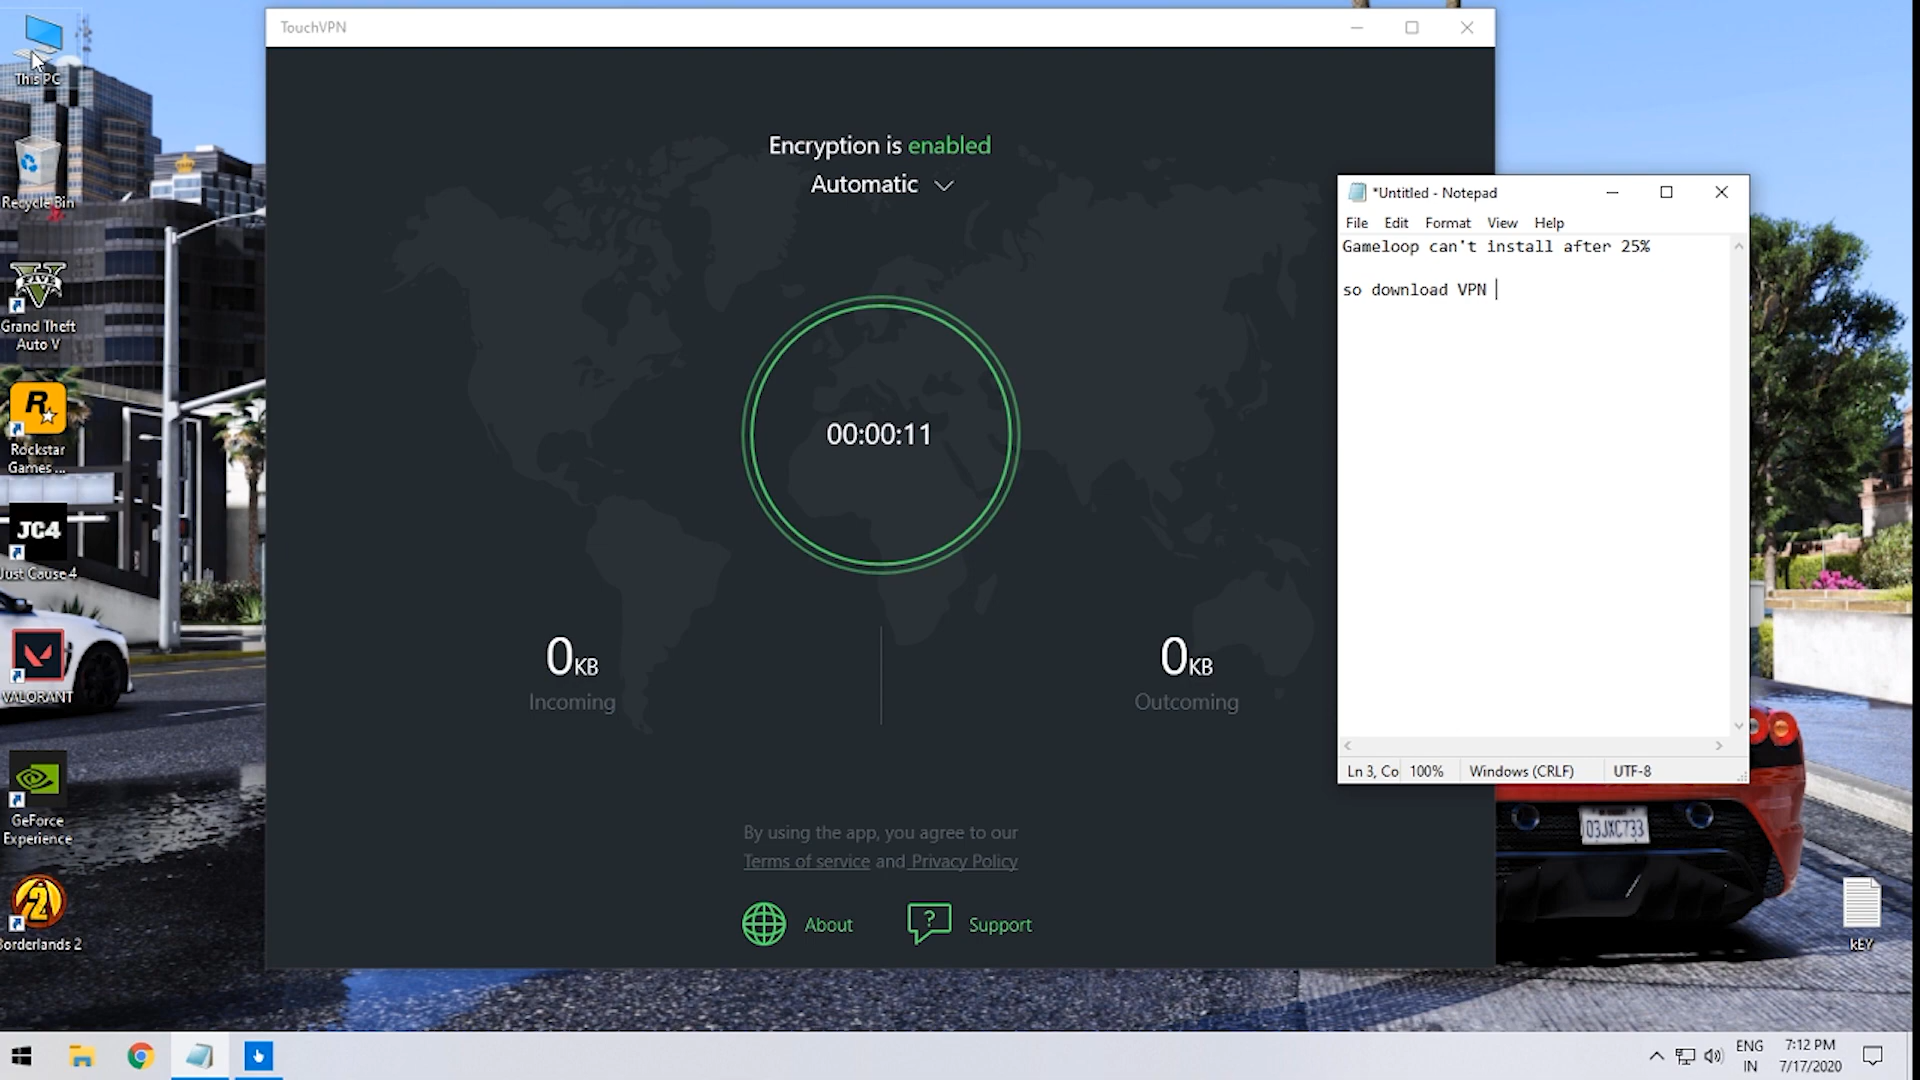 This PC
Recycle Bin
FIVE
Grand Theft
Auto V
R
Rockstar
Games ...
JC4
Just Cause 4
VALORANT
GeForce
Experience
2
Borderlands 2
TouchVPN
Encryption is enabled
Automatic
00:00:11
0KB
Incoming
0KB
Outcoming
By using the app, you agree to our
Terms of service and Privacy Policy
About
? Support
*Untitled - Notepad
File Edit Format View Help
Gameloop can't install after 25%
so download VPN
Ln 3, Co 100% Windows (CRLF) UTF-8
03JXC733
kEY
ENG
IN
7:12 PM
7/17/2020